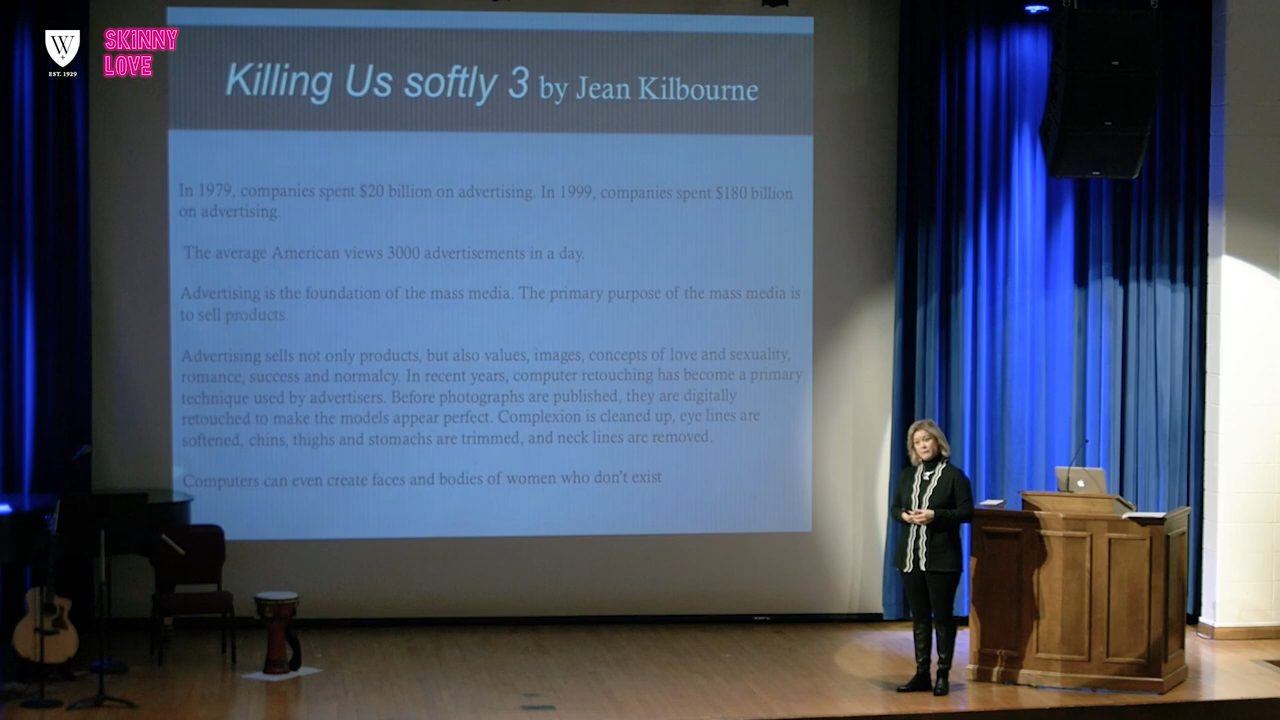 W
EST. 1929
SKiNNY
LOVE
Killing Us softly 3 by Jean Kilbourne
In 1979, companies spent $20 billion on advertising. In 1999, companies spent $180 billion
on advertising.
The average American views 3000 advertisements in a day.
Advertising is the foundation of the mass media. The primary purpose of the mass media is
to sell products.
Advertising sells not only products, but also values, images, concepts of love and sexuality,
romance, success and normalcy. In recent years, computer retouching has become a primary
technique used by advertisers. Before photographs are published, they are digitally
retouched to make the models appear perfect. Complexion is cleaned up, eye lines are
softened, chins, thighs and stomachs are trimmed, and neck lines are removed.
Computers can even create faces and bodies of women who don't exist